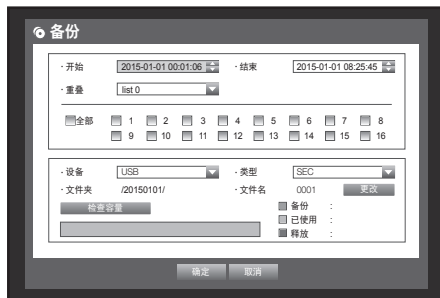 备份
· 开始 2015-01-01 00:01:06 · 结束 2015-01-01 08:25:45
· 重叠 list 0
全部 1 2 3 4 5 6 7 8
9 10 11 12 13 14 15 16
· 设备 USB · 类型 SEC
· 文件夹 /20150101/ · 文件名 0001 更改
检查容量 备份 :
已使用 :
释放 :
确定 取消